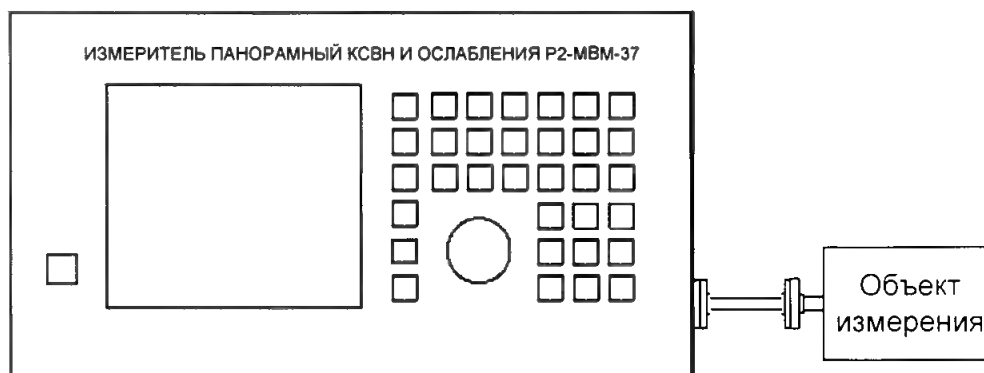 ИЗМЕРИТЕЛЬ ПАНОРАМНЫЙ КСВН И ОСЛАБЛЕНИЯ Р2-МВМ-37
Объект
измерения